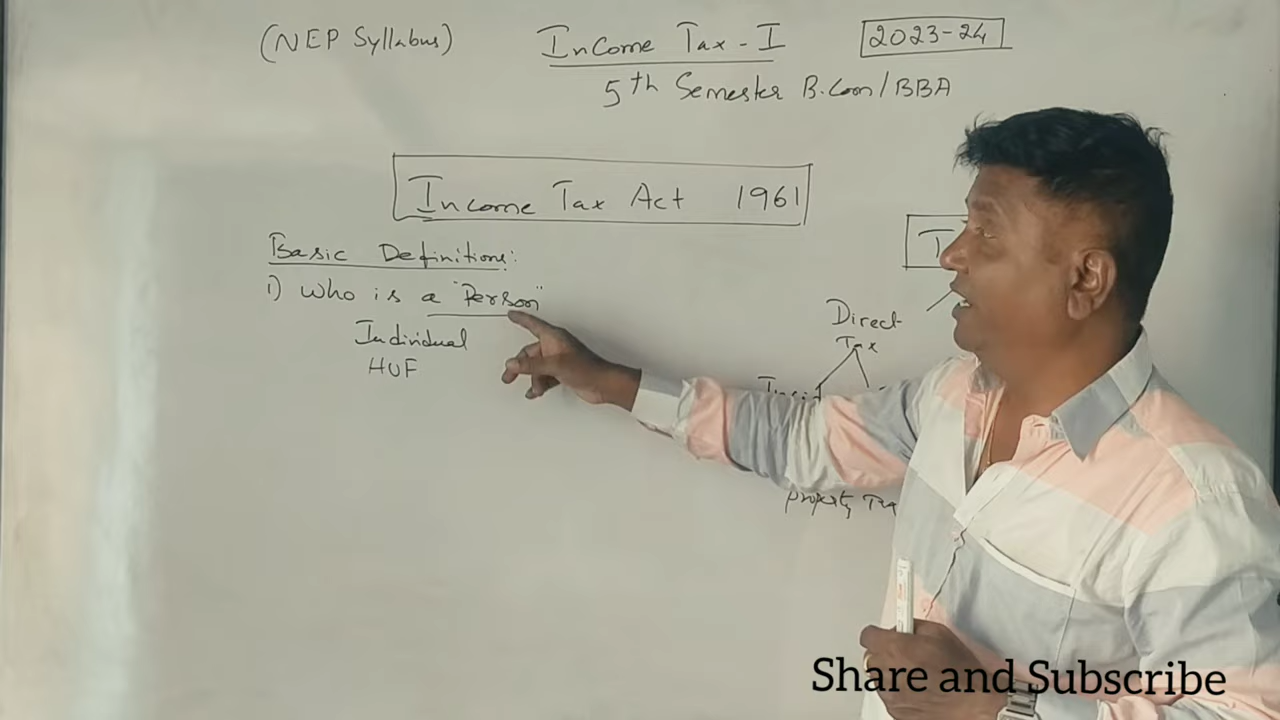 (NEP Syllabus)
Income Tax - I
2023-24
5th Semester B.Com/BBA
Income Tax Act 1961
Basic Definitions:
i) Who is a "Person"
Individual
HUF
Direct
Tax
property Tax
Share and Subscribe